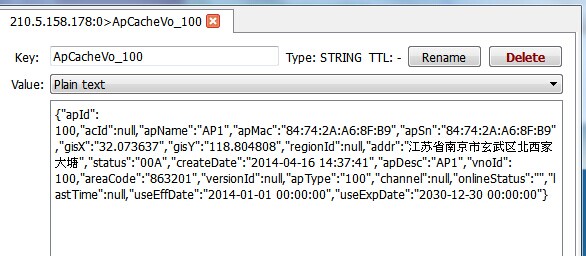 210.5.158.178:0>ApCacheVo_100
Key: ApCacheVo_100 Type: STRING TTL: - Rename Delete
Value: Plain text
{"apId":
100,"acId":null,"apName":"AP1","apMac":"84:74:2A:A6:8F:B9","apSn":"84:74:2A:A6:8F:B9"
,"gisX":"32.073637","gisY":"118.804808","regionId":null,"addr":"江苏省南京市玄武区北西家
大塘","status":"00A","createDate":"2014-04-16 14:37:41","apDesc":"AP1","vnoId":
100,"areaCode":"863201","versionId":null,"apType":"100","channel":null,"onlineStatus":"","l
astTime":null,"useEffDate":"2014-01-01 00:00:00","useExpDate":"2030-12-30 00:00:00"}